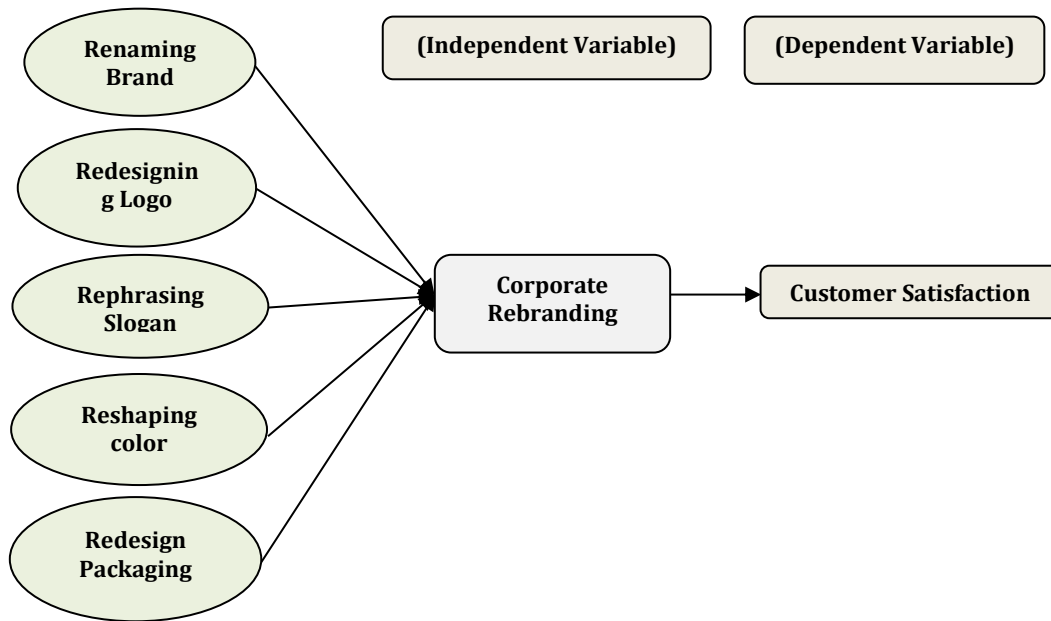 Renaming
Brand
(Independent Variable)
(Dependent Variable)
Redesignin
g Logo
Rephrasing
Slogan
Corporate
Rebranding
Customer Satisfaction
Reshaping
color
Redesign
Packaging